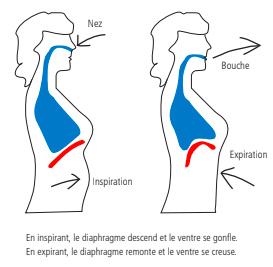 Nez
Bouche
Expiration
Inspiration
En inspirant, le diaphragme descend et le ventre se gonfle.
En expirant, le diaphragme remonte et le ventre se creuse.